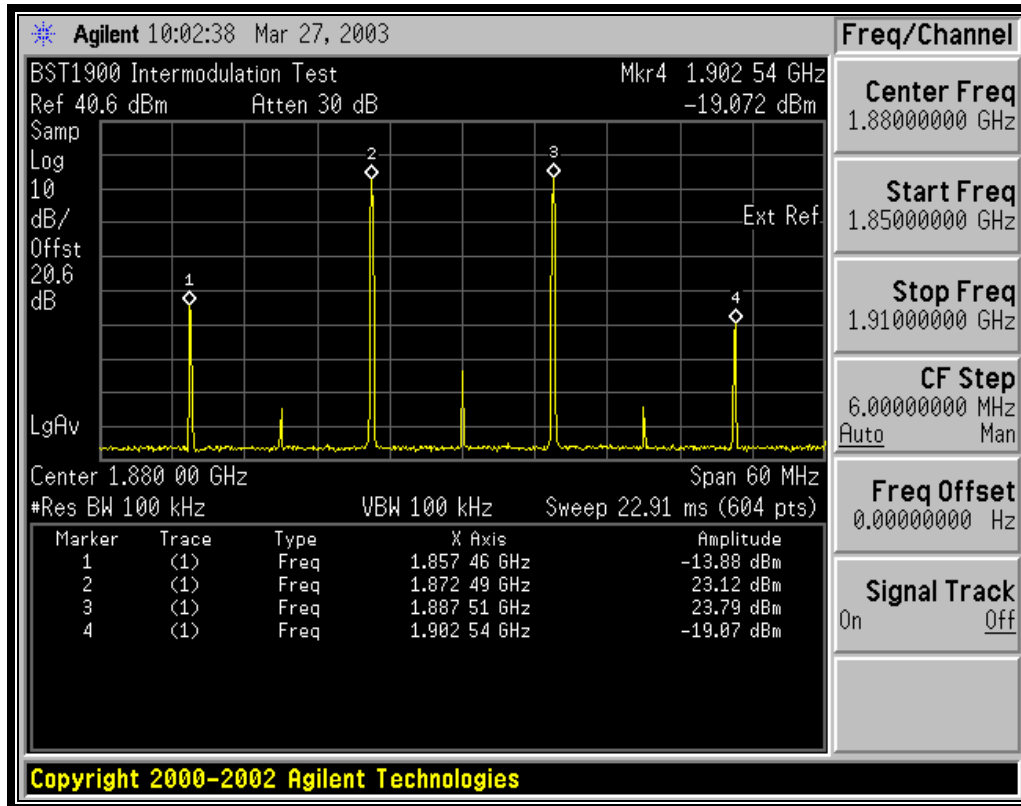 Agilent 10:02:38 Mar 27, 2003
BST1900 Intermodulation Test Mkr4 1.902 54 GHz
Ref 40.6 dBm Atten 30 dB -19.072 dBm
Samp
Log
10
dB/
Offst
20.6
dB
LgAv
1
2
3
4
Ext Ref
Center 1.880 00 GHz Span 60 MHz
#Res BW 100 kHz VBW 100 kHz Sweep 22.91 ms (604 pts)
Marker Trace Type X Axis Amplitude
1 (1) Freq 1.857 46 GHz -13.88 dBm
2 (1) Freq 1.872 49 GHz 23.12 dBm
3 (1) Freq 1.887 51 GHz 23.79 dBm
4 (1) Freq 1.902 54 GHz -19.07 dBm
Freq/Channel
Center Freq
1.88000000 GHz
Start Freq
1.85000000 GHz
Stop Freq
1.91000000 GHz
CF Step
6.00000000 MHz
Auto Man
Freq Offset
0.00000000 Hz
Signal Track
On Off
Copyright 2000-2002 Agilent Technologies